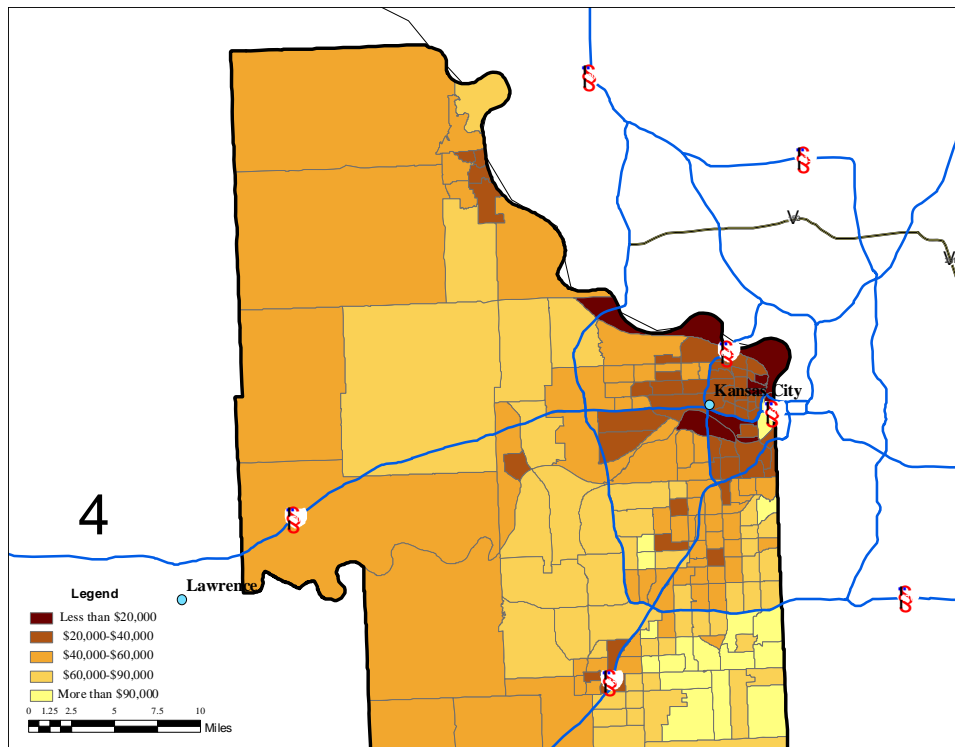 V
V
Kansas City
4
Lawrence
Legend
Less than $20,000
$20,000-$40,000
$40,000-$60,000
$60,000-$90,000
More than $90,000
0 1.25 2.5 5 7.5 10
Miles